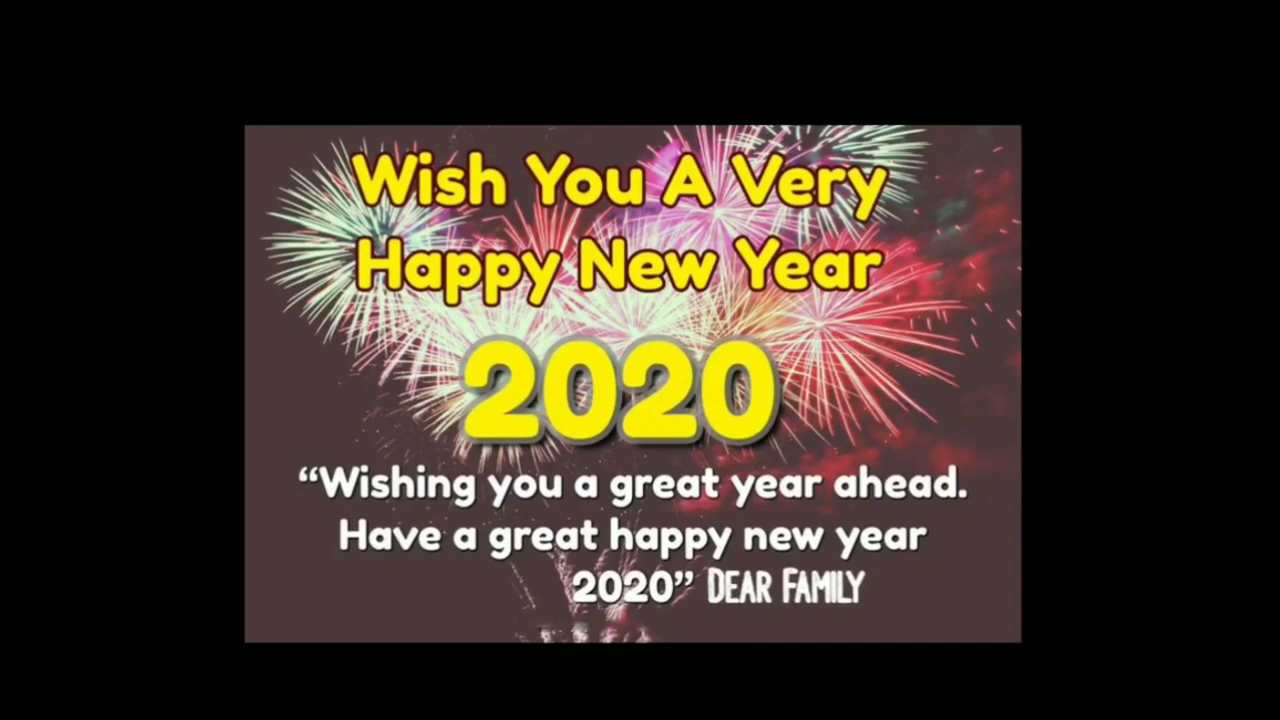 Wish You A Very
Happy New Year
2020
“Wishing you a great year ahead.
Have a great happy new year
2020” DEAR FAMILY